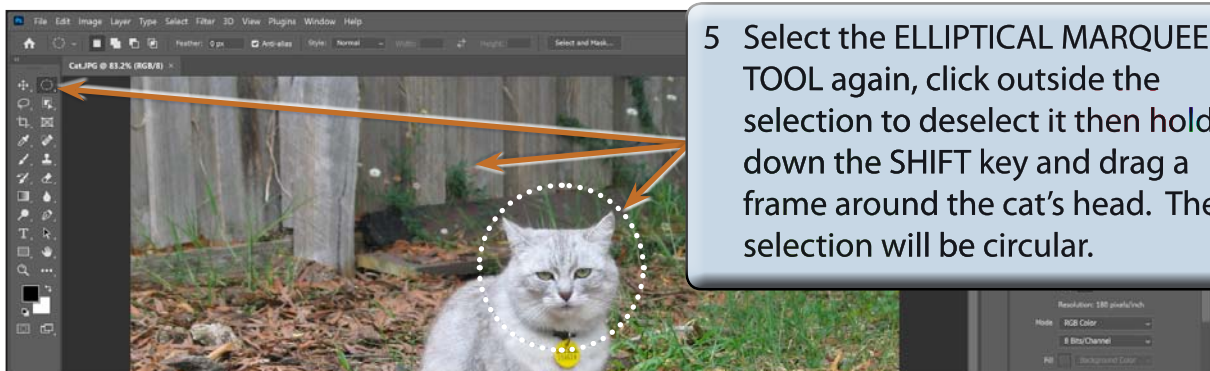 File Edit Image Layer Type Select Filter 3D View Plugins Window Help
Feather: 0 px Anti-alias Style: Normal Width: Height: Select and Mask...
Cat.JPG @ 83.2% (RGB/8) ×
5 Select the ELLIPTICAL MARQUEE
TOOL again, click outside the
selection to deselect it then hold
down the SHIFT key and drag a
frame around the cat's head. The
selection will be circular.
Resolution: 180 pixels/inch
Mode RGB Color
8 Bits/Channel
Fill Background Color